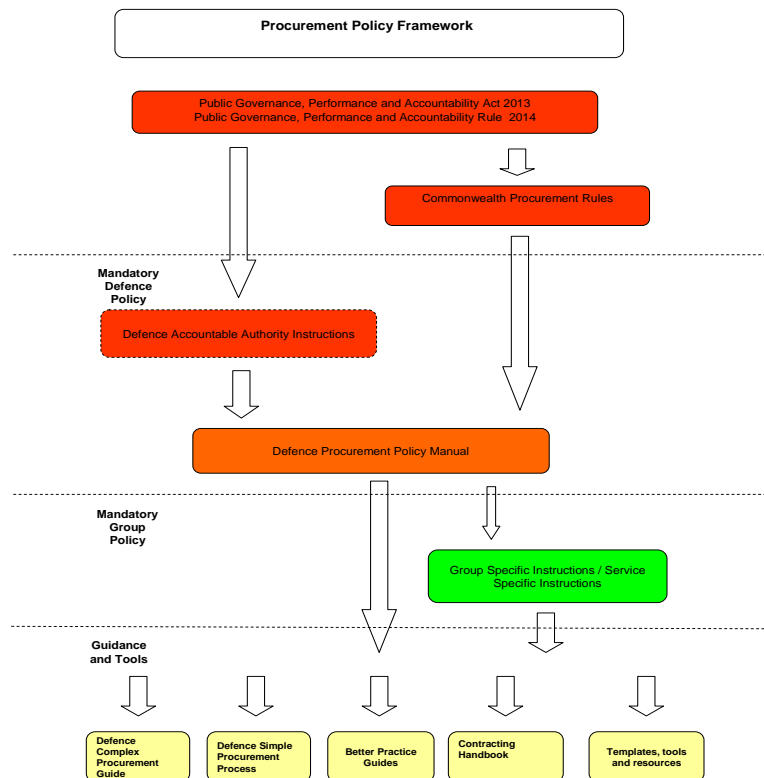 Procurement Policy Framework
Public Governance, Performance and Accountability Act 2013
Public Governance, Performance and Accountability Rule 2014
Commonwealth Procurement Rules
Mandatory
Defence
Policy
Defence Accountable Authority Instructions
Defence Procurement Policy Manual
Mandatory
Group
Policy
Group Specific Instructions / Service
Specific Instructions
Guidance
and Tools
Defence
Complex
Procurement
Guide
Defence Simple
Procurement
Process
Better Practice
Guides
Contracting
Handbook
Templates, tools
and resources